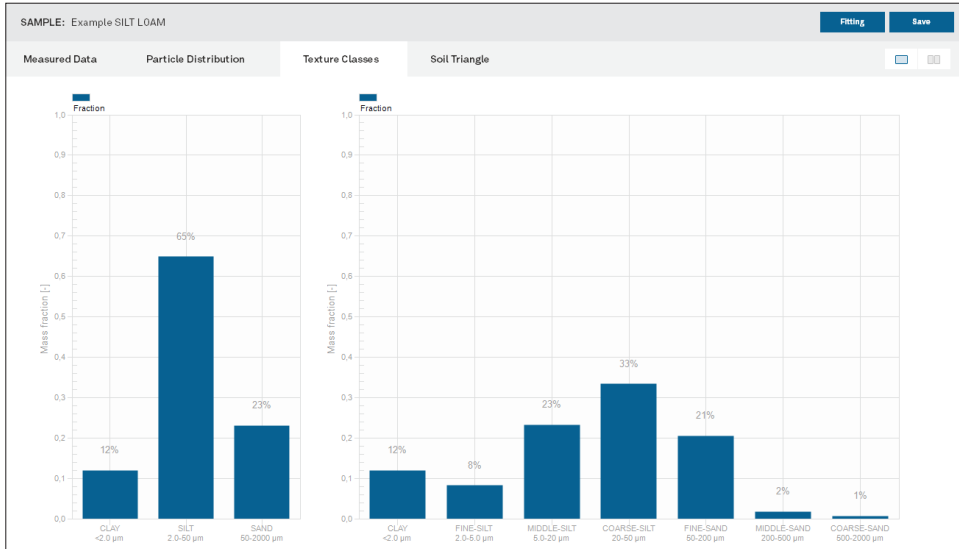 SAMPLE: Example SILT LOAM
Fitting
Save
Measured Data
Particle Distribution
Texture Classes
Soil Triangle
Fraction
1,0
0,9
0,8
0,7
0,6
0,5
0,4
0,3
0,2
0,1
0,0
Mass fraction [-]
12%
65%
23%
CLAY
<2.0 µm
SILT
2.0-50 µm
SAND
50-2000 µm
Fraction
1,0
0,9
0,8
0,7
0,6
0,5
0,4
0,3
0,2
0,1
0,0
Mass fraction [-]
12%
8%
23%
33%
21%
2%
1%
CLAY
<2.0 µm
FINE-SILT
2.0-5.0 µm
MIDDLE-SILT
5.0-20 µm
COARSE-SILT
20-50 µm
FINE-SAND
50-200 µm
MIDDLE-SAND
200-500 µm
COARSE-SAND
500-2000 µm